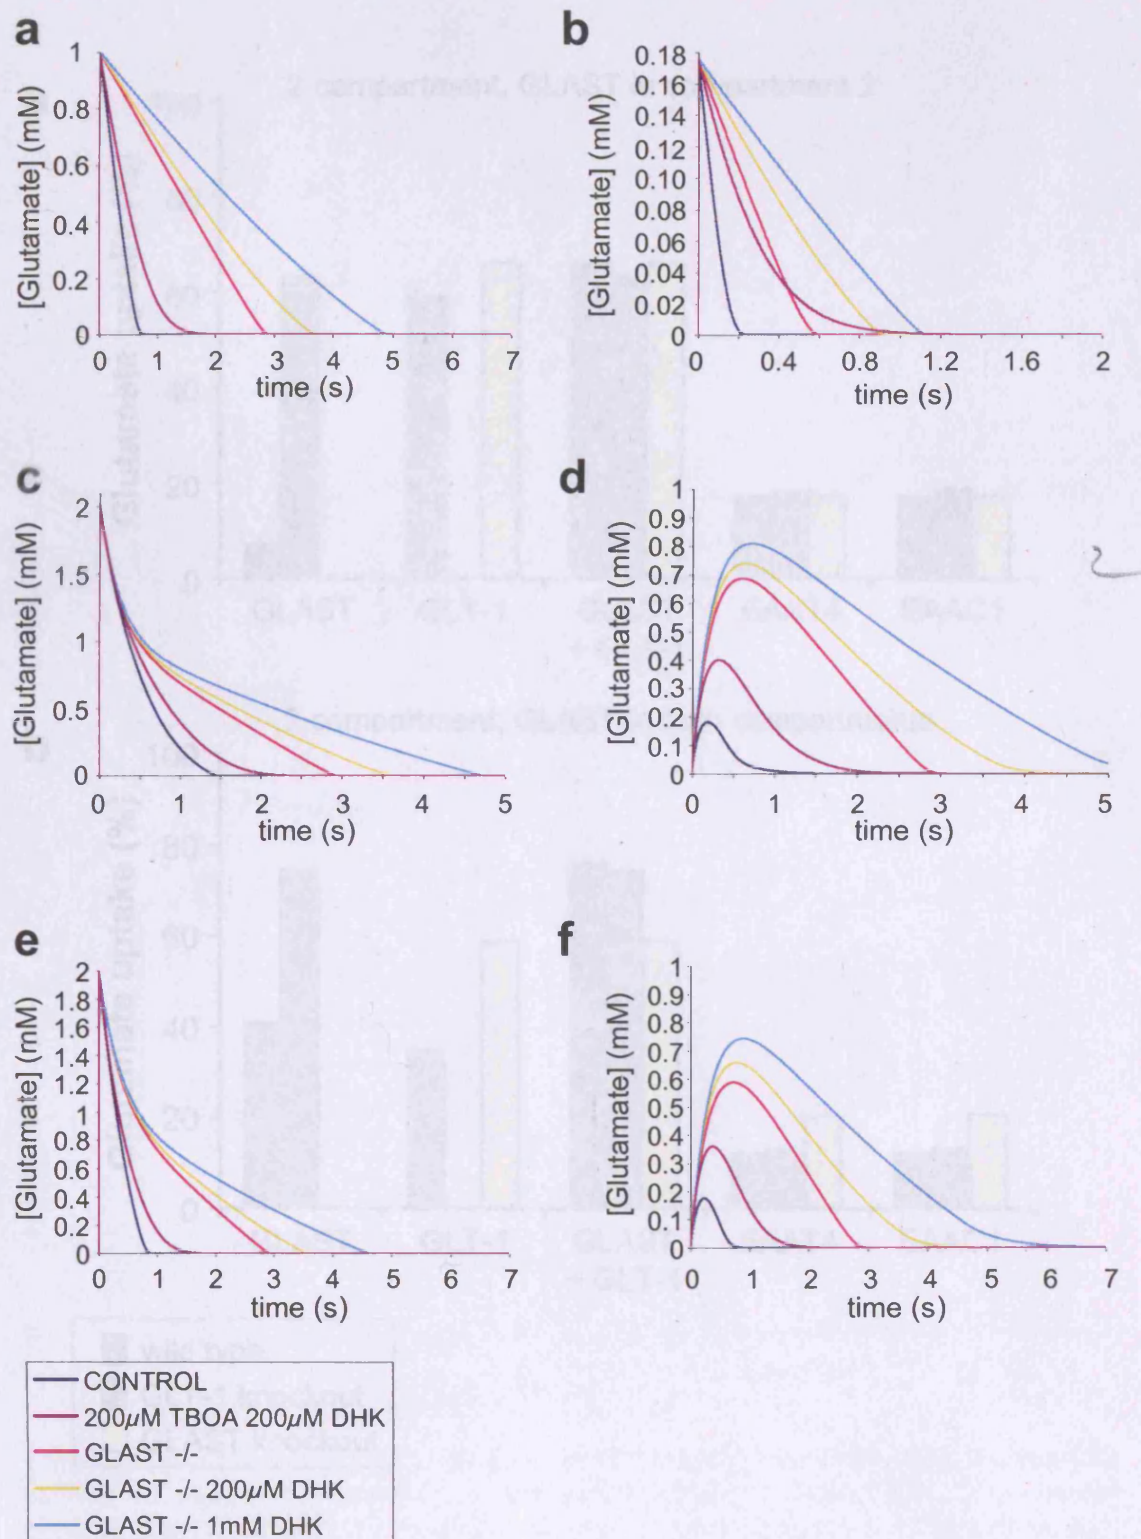 a
[Glutamate] (mM)
1
0.8
0.6
0.4
0.2
0
0 1 2 3 4 5 6 7
time (s)
b
[Glutamate] (mM)
0.18
0.16
0.14
0.12
0.10
0.08
0.06
0.04
0.02
0
0 0.4 0.8 1.2 1.6 2
time (s)
c
[Glutamate] (mM)
2
1.5
1
0.5
0
0 1 2 3 4 5
time (s)
d
[Glutamate] (mM)
1
0.9
0.8
0.7
0.6
0.5
0.4
0.3
0.2
0.1
0
0 1 2 3 4 5
time (s)
e
[Glutamate] (mM)
2
1.8
1.6
1.4
1.2
1
0.8
0.6
0.4
0.2
0
0 1 2 3 4 5 6 7
time (s)
f
[Glutamate] (mM)
1
0.9
0.8
0.7
0.6
0.5
0.4
0.3
0.2
0.1
0
0 1 2 3 4 5 6 7
time (s)
CONTROL
200µM TBOA 200µM DHK
GLAST -/-
GLAST -/- 200µM DHK
GLAST -/- 1mM DHK